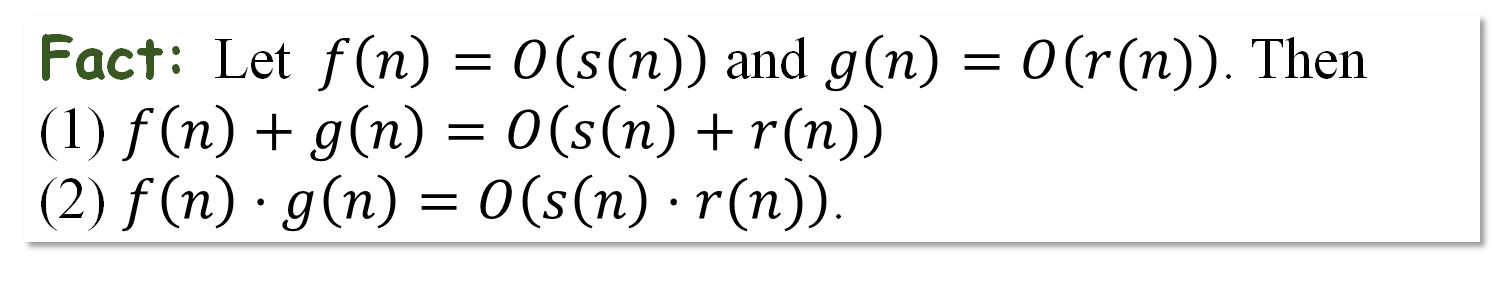 Fact: Let f(n) = O(s(n)) and g(n) = O(r(n)). Then
(1) f(n) + g(n) = O(s(n) + r(n))
(2) f(n) · g(n) = O(s(n) · r(n)).